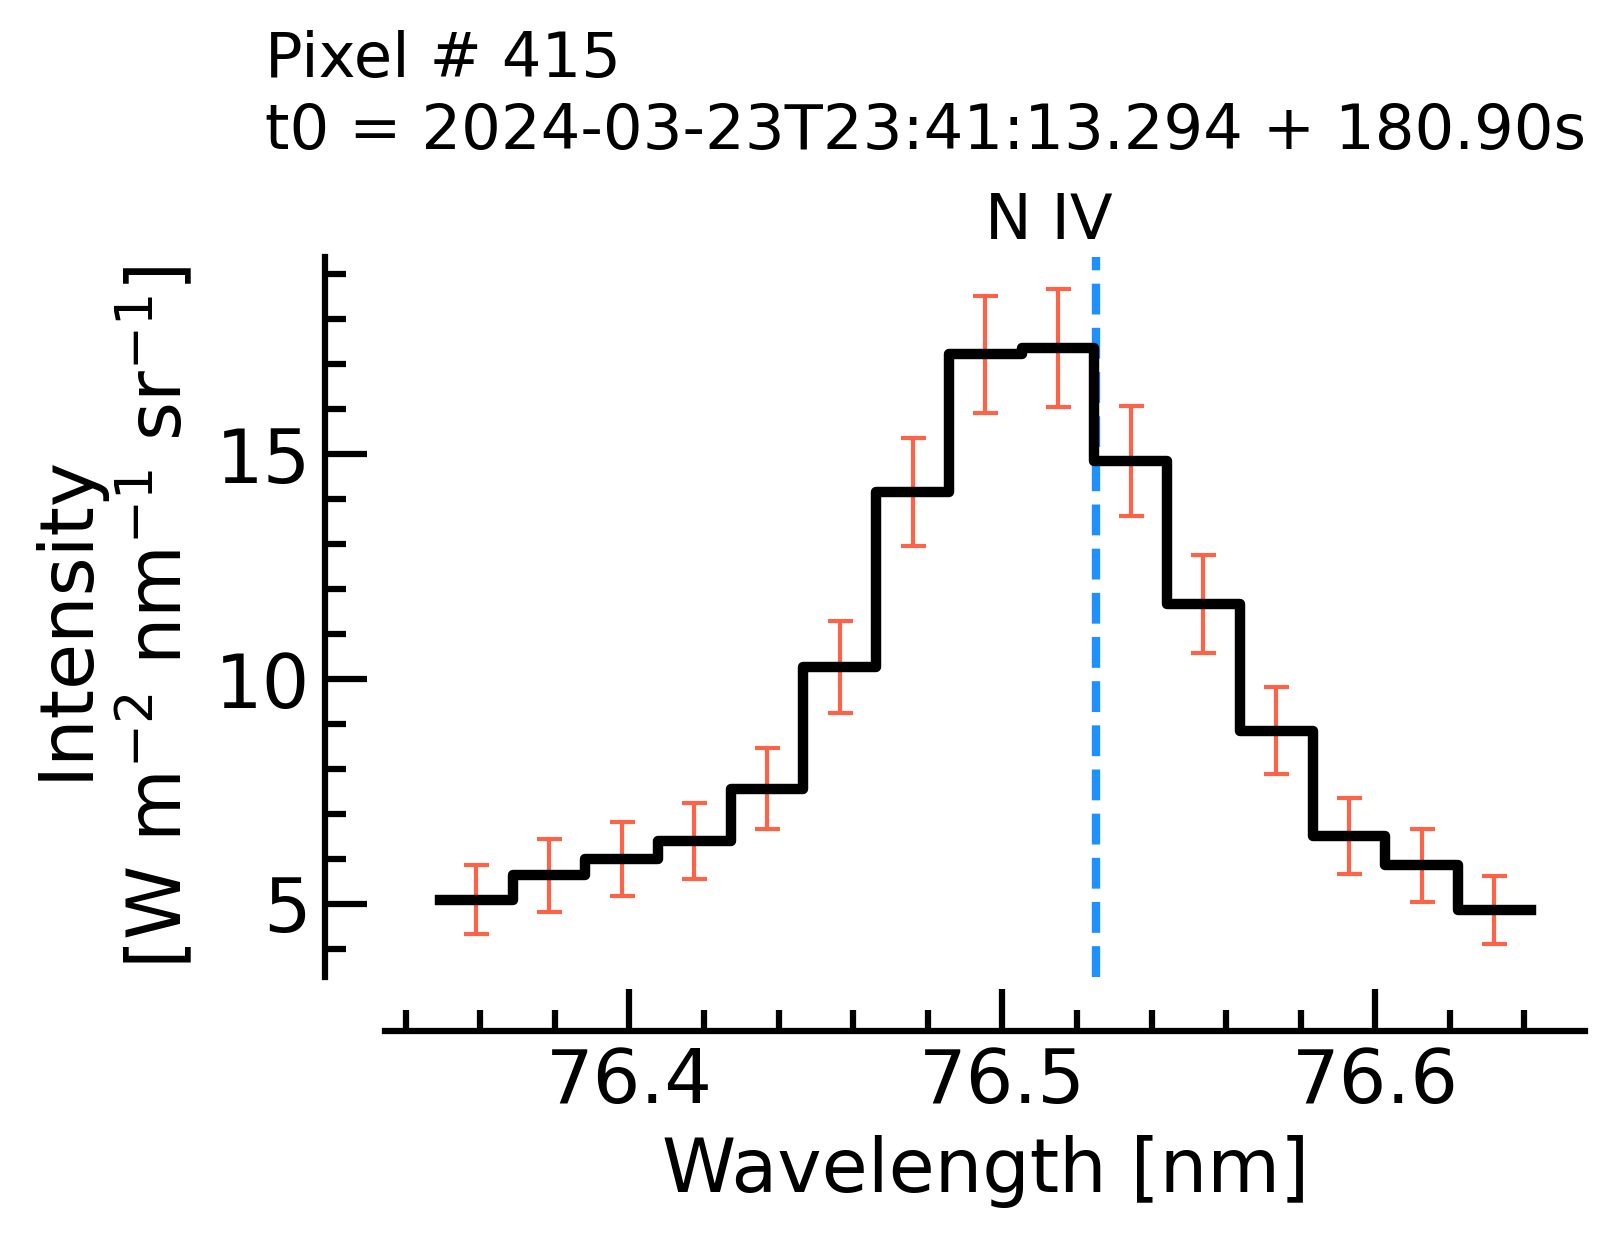 Pixel # 415
t0 = 2024-03-23T23:41:13.294 + 180.90s
N IV
Intensity
[W m⁻² nm⁻¹ sr⁻¹]
15
10
5
76.4 76.5 76.6
Wavelength [nm]